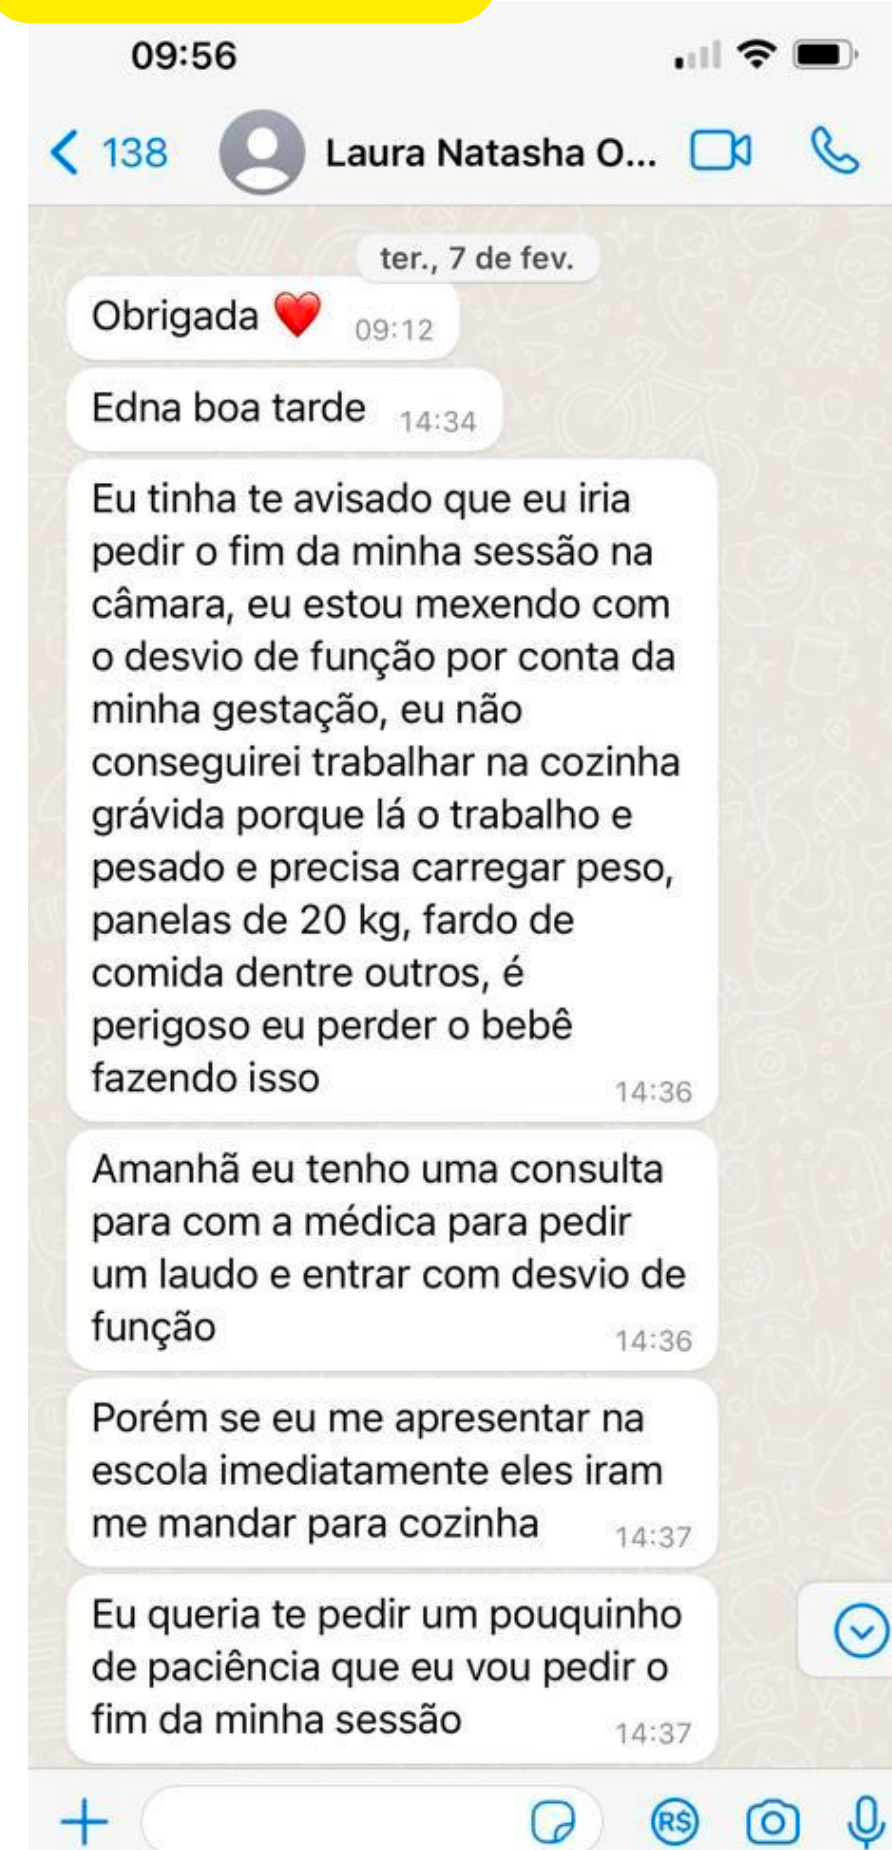 09:56
138 Laura Natasha O...
ter., 7 de fev.
Obrigada ❤️ 09:12
Edna boa tarde 14:34
Eu tinha te avisado que eu iria
pedir o fim da minha sessão na
câmara, eu estou mexendo com
o desvio de função por conta da
minha gestação, eu não
conseguirei trabalhar na cozinha
grávida porque lá o trabalho e
pesado e precisa carregar peso,
panelas de 20 kg, fardo de
comida dentre outros, é
perigoso eu perder o bebê
fazendo isso 14:36
Amanhã eu tenho uma consulta
para com a médica para pedir
um laudo e entrar com desvio de
função 14:36
Porém se eu me apresentar na
escola imediatamente eles iram
me mandar para cozinha 14:37
Eu queria te pedir um pouquinho
de paciência que eu vou pedir o
fim da minha sessão 14:37
R$